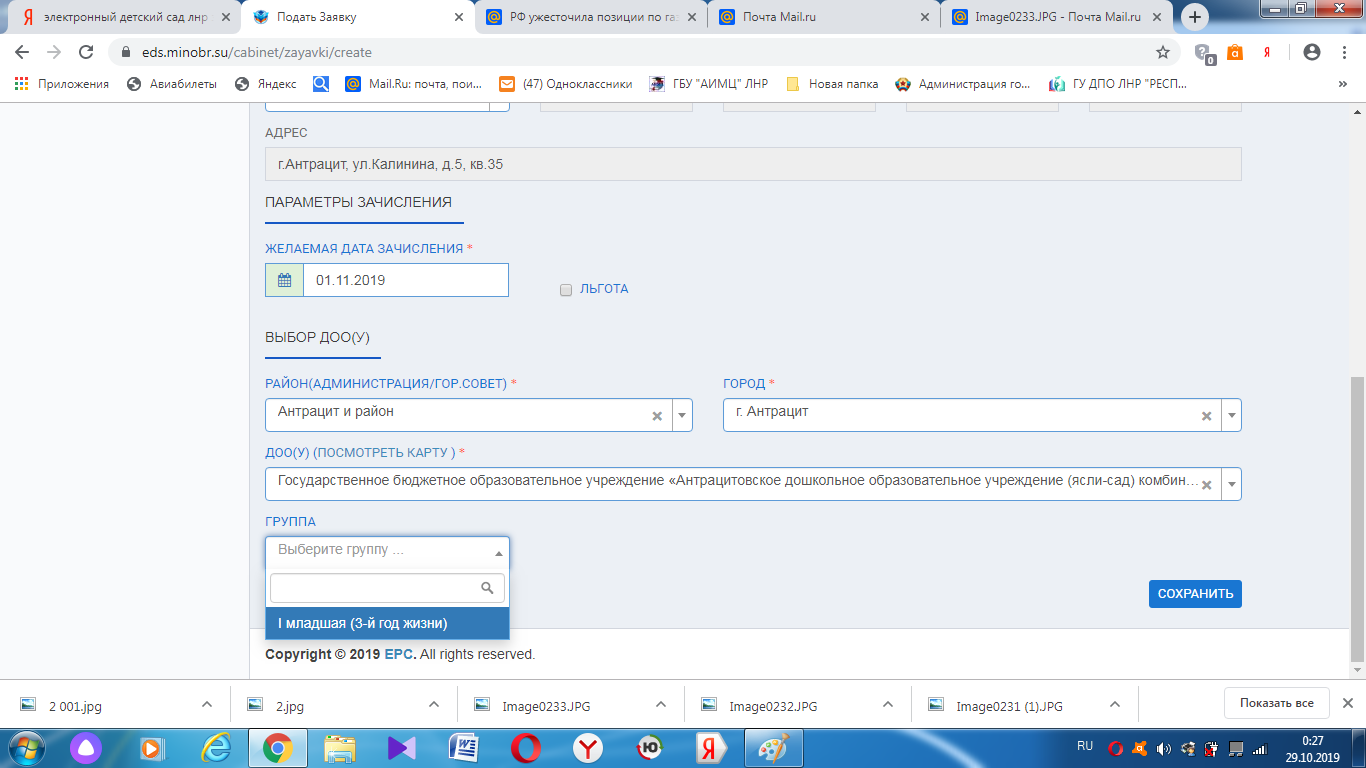 электронный детский сад лнр
Подать Заявку
РФ ужесточила позиции по газ
Почта Mail.ru
Image0233.JPG - Почта Mail.ru
eds.minobr.su/cabinet/zayavki/create
0
Я
Приложения
Авиабилеты
Яндекс
Mail.Ru: почта, пои...
(47) Одноклассники
ГБУ "АИМЦ" ЛНР
Новая папка
Администрация го...
ГУ ДПО ЛНР "РЕСП...
АДРЕС
г.Антрацит, ул.Калинина, д.5, кв.35
ПАРАМЕТРЫ ЗАЧИСЛЕНИЯ
ЖЕЛАЕМАЯ ДАТА ЗАЧИСЛЕНИЯ *
01.11.2019
ЛЬГОТА
ВЫБОР ДОО(У)
РАЙОН(АДМИНИСТРАЦИЯ/ГОР.СОВЕТ) *
ГОРОД *
Антрацит и район
г. Антрацит
ДОО(У) (ПОСМОТРЕТЬ КАРТУ ) *
Государственное бюджетное образовательное учреждение «Антрацитовское дошкольное образовательное учреждение (ясли-сад) комбин...
ГРУППА
Выберите группу ...
СОХРАНИТЬ
I младшая (3-й год жизни)
Copyright © 2019 ЕРС. All rights reserved.
2 001.jpg
2.jpg
Image0233.JPG
Image0232.JPG
Image0231 (1).JPG
Показать все
RU
0:27
29.10.2019